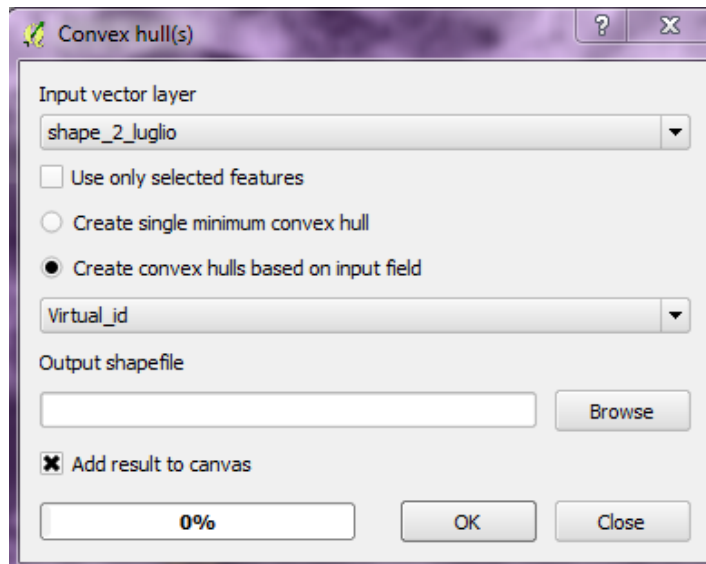 Convex hull(s)
Input vector layer
shape_2_luglio
Use only selected features
Create single minimum convex hull
Create convex hulls based on input field
Virtual_id
Output shapefile
Browse
Add result to canvas
0%
OK
Close